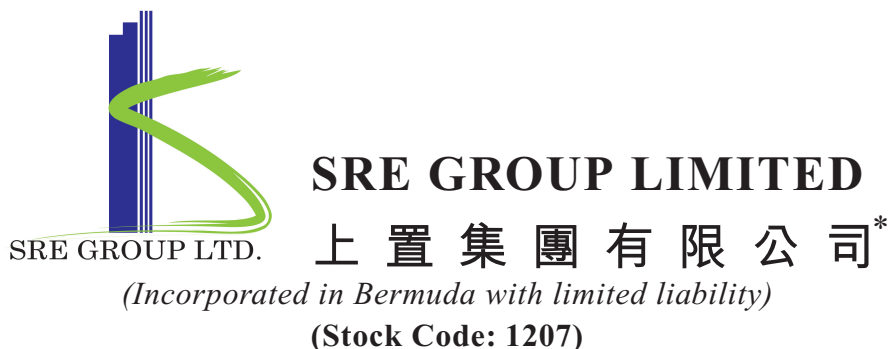 SRE GROUP LTD.
SRE GROUP LIMITED
上置集團有限公司*
(Incorporated in Bermuda with limited liability)
(Stock Code: 1207)